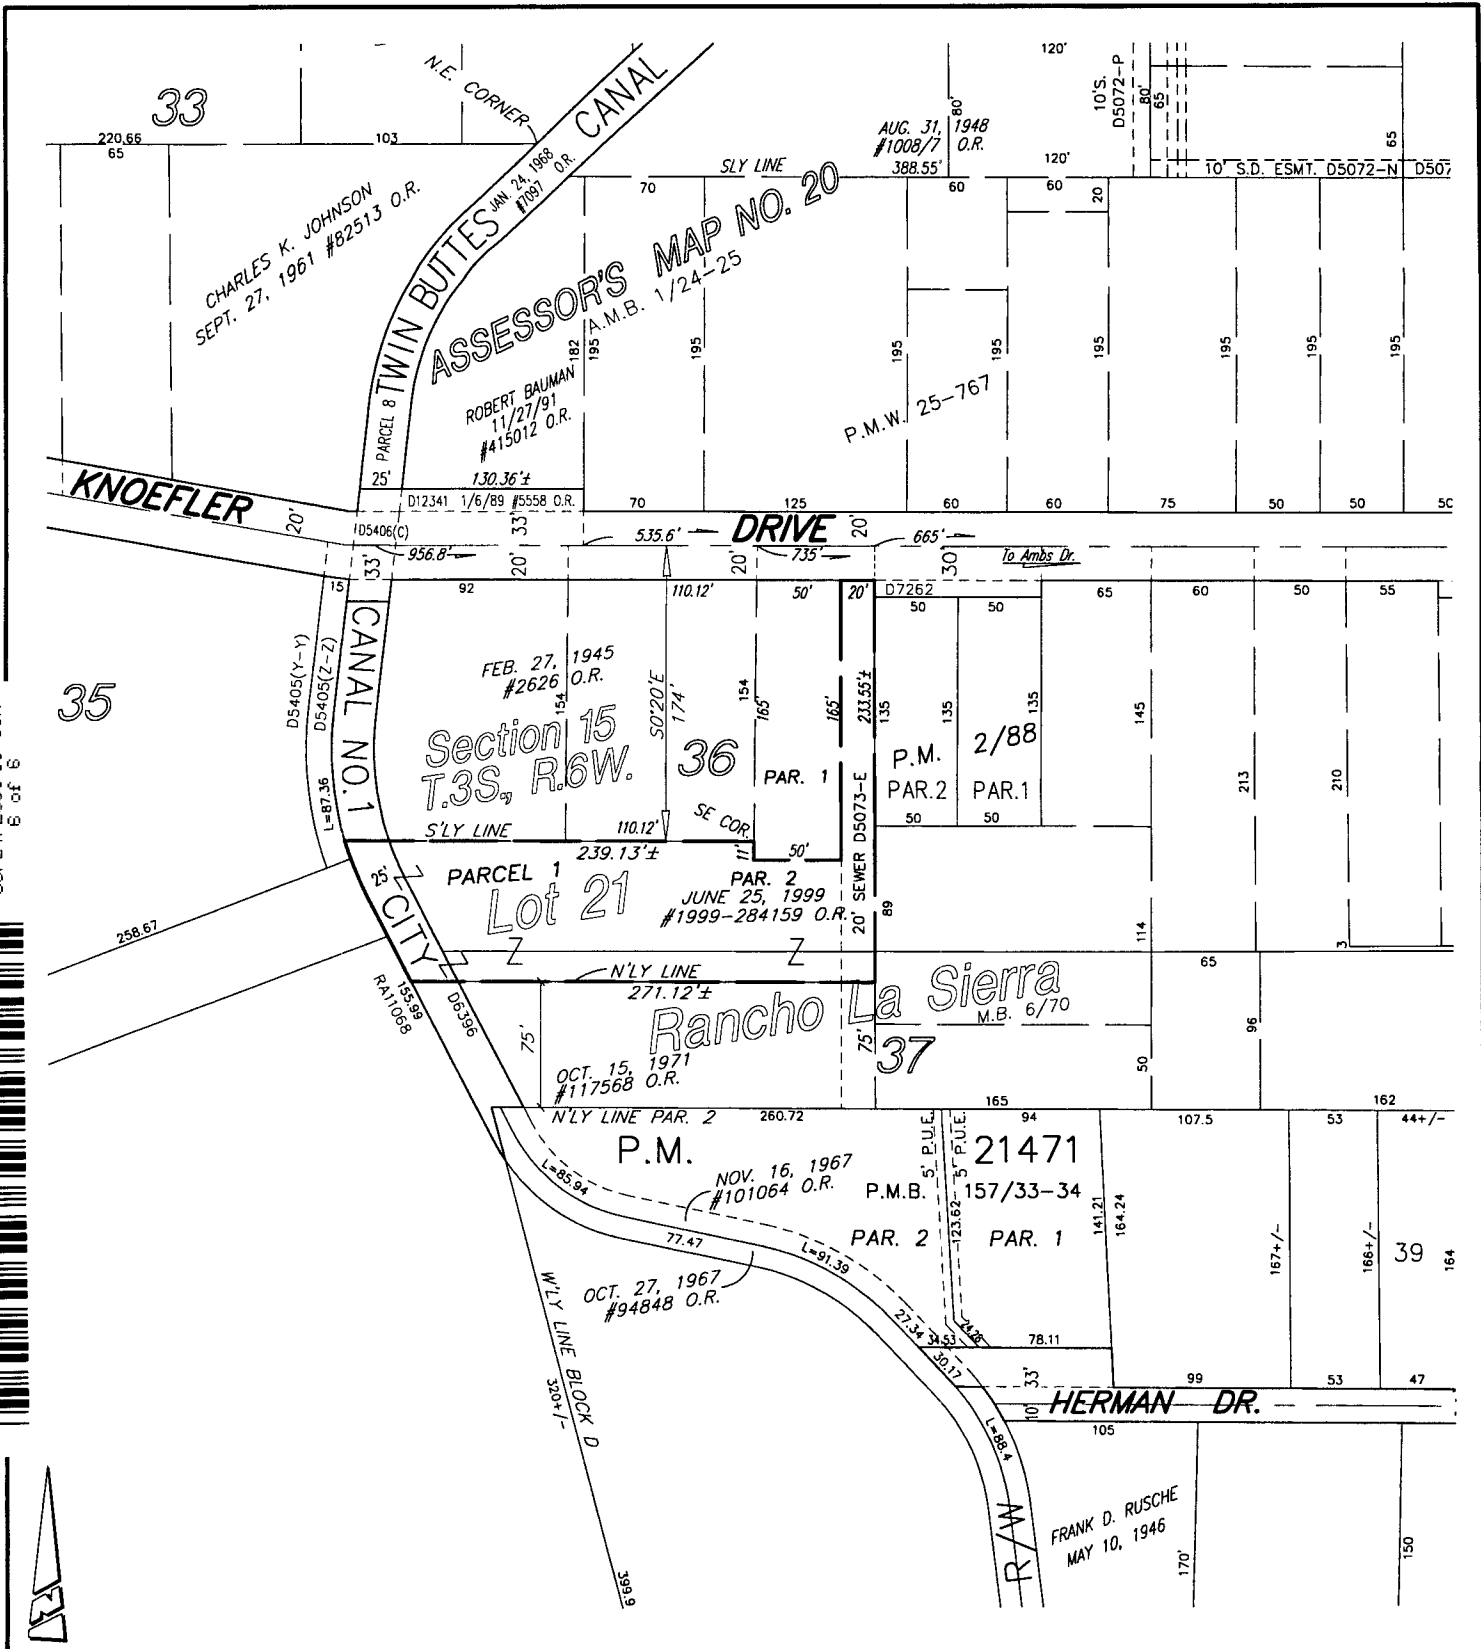 120'
N.E. CORNER
CANAL
33
10'S.
D5072-P
80'
65
80'
AUG. 31, 1948
#1008/7 O.R.
388.55'
220.66
65
103
JAN. 24, 1968
#7097 O.R.
SLY LINE
120'
65
10' S.D. ESMT. D5072-N
D507
70
60
60
20
CHARLES K. JOHNSON
SEPT. 27, 1961 #82513 O.R.
TWIN BUTTES
ASSESSOR'S MAP NO. 20
A.M.B. 1/24-25
182
195
195
195
195
195
195
195
195
PARCEL 8
ROBERT BAUMAN
11/27/91
#415012 O.R.
P.M.W. 25-767
25'
130.36'±
KNOEFLER
20'
D12341 1/6/89 #5558 O.R.
33'
70
125
60
60
75
50
50
50
D5406(C)
DRIVE
20'
535.6'
665'
956.8'
735'
To Ambs Dr.
33'
20'
20'
30'
15
92
110.12'
50'
20'
D7262
50
50
65
60
50
55
CANAL NO.1
D5405(Y-Y)
D5405(Z-Z)
FEB. 27, 1945
#2626 O.R.
154
S0°20'E
174'
154
165'
165'
233.55'±
135
135
135
145
35
Section 15
T.3S., R.6W.
36
PAR. 1
P.M. 2/88
PAR.2
PAR.1
213
210
6 of 6
L=87.36
S'LY LINE
110.12'
SE COR.
50
50
239.13'±
11'
50'
20' SEWER D5073-E
25'
CITY
PARCEL 1
Lot 21
PAR. 2
JUNE 25, 1999
#1999-284159 O.R.
89
114
3
258.67
N'LY LINE
271.12'±
65
155.99
RA11068
D6396
Rancho La Sierra
M.B. 6/70
75'
75'
37
96
50
OCT. 15, 1971
#117568 O.R.
N'LY LINE PAR. 2
260.72
165
162
94
107.5
53
44+/-
P.M.
21471
5' P.U.E.
5' P.U.E.
L=85.94
NOV. 16, 1967
#101064 O.R.
P.M.B. 157/33-34
123.62
141.21
164.24
PAR. 2
PAR. 1
77.47
L=91.39
167+/-
166+/-
39
164
OCT. 27, 1967
#94848 O.R.
W'LY LINE BLOCK D
320+/-
27.34
34.53
24.26
78.11
30.17
33'
99
53
47
10'
HERMAN DR.
105
L=88.4
R/W
FRANK D. RUSCHE
MAY 10, 1946
170'
150
399.9
N